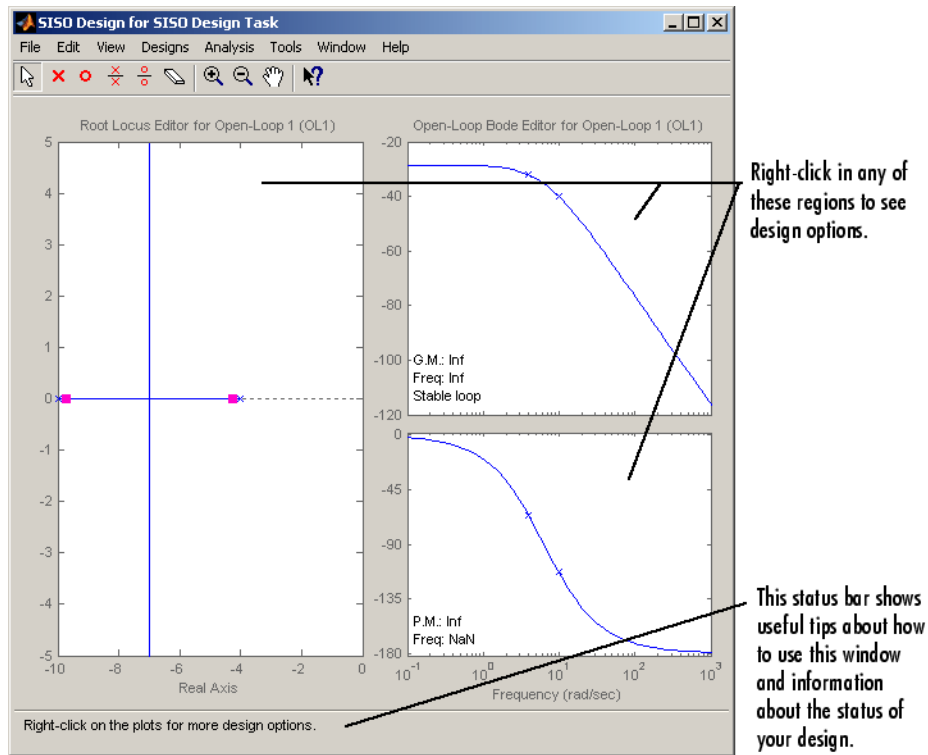 SISO Design for SISO Design Task
File Edit View Designs Analysis Tools Window Help
Root Locus Editor for Open-Loop 1 (OL1)
5
4
3
2
1
0
-1
-2
-3
-4
-5
-10 -8 -6 -4 -2 0
Real Axis
Open-Loop Bode Editor for Open-Loop 1 (OL1)
-20
-40
-60
-80
-100
-120
G.M.: Inf
Freq: Inf
Stable loop
0
-45
-90
-135
-180
P.M.: Inf
Freq: NaN
10^-1 10^0 10^1 10^2 10^3
Frequency (rad/sec)
Right-click on the plots for more design options.
Right-click in any of
these regions to see
design options.
This status bar shows
useful tips about how
to use this window
and information
about the status of
your design.